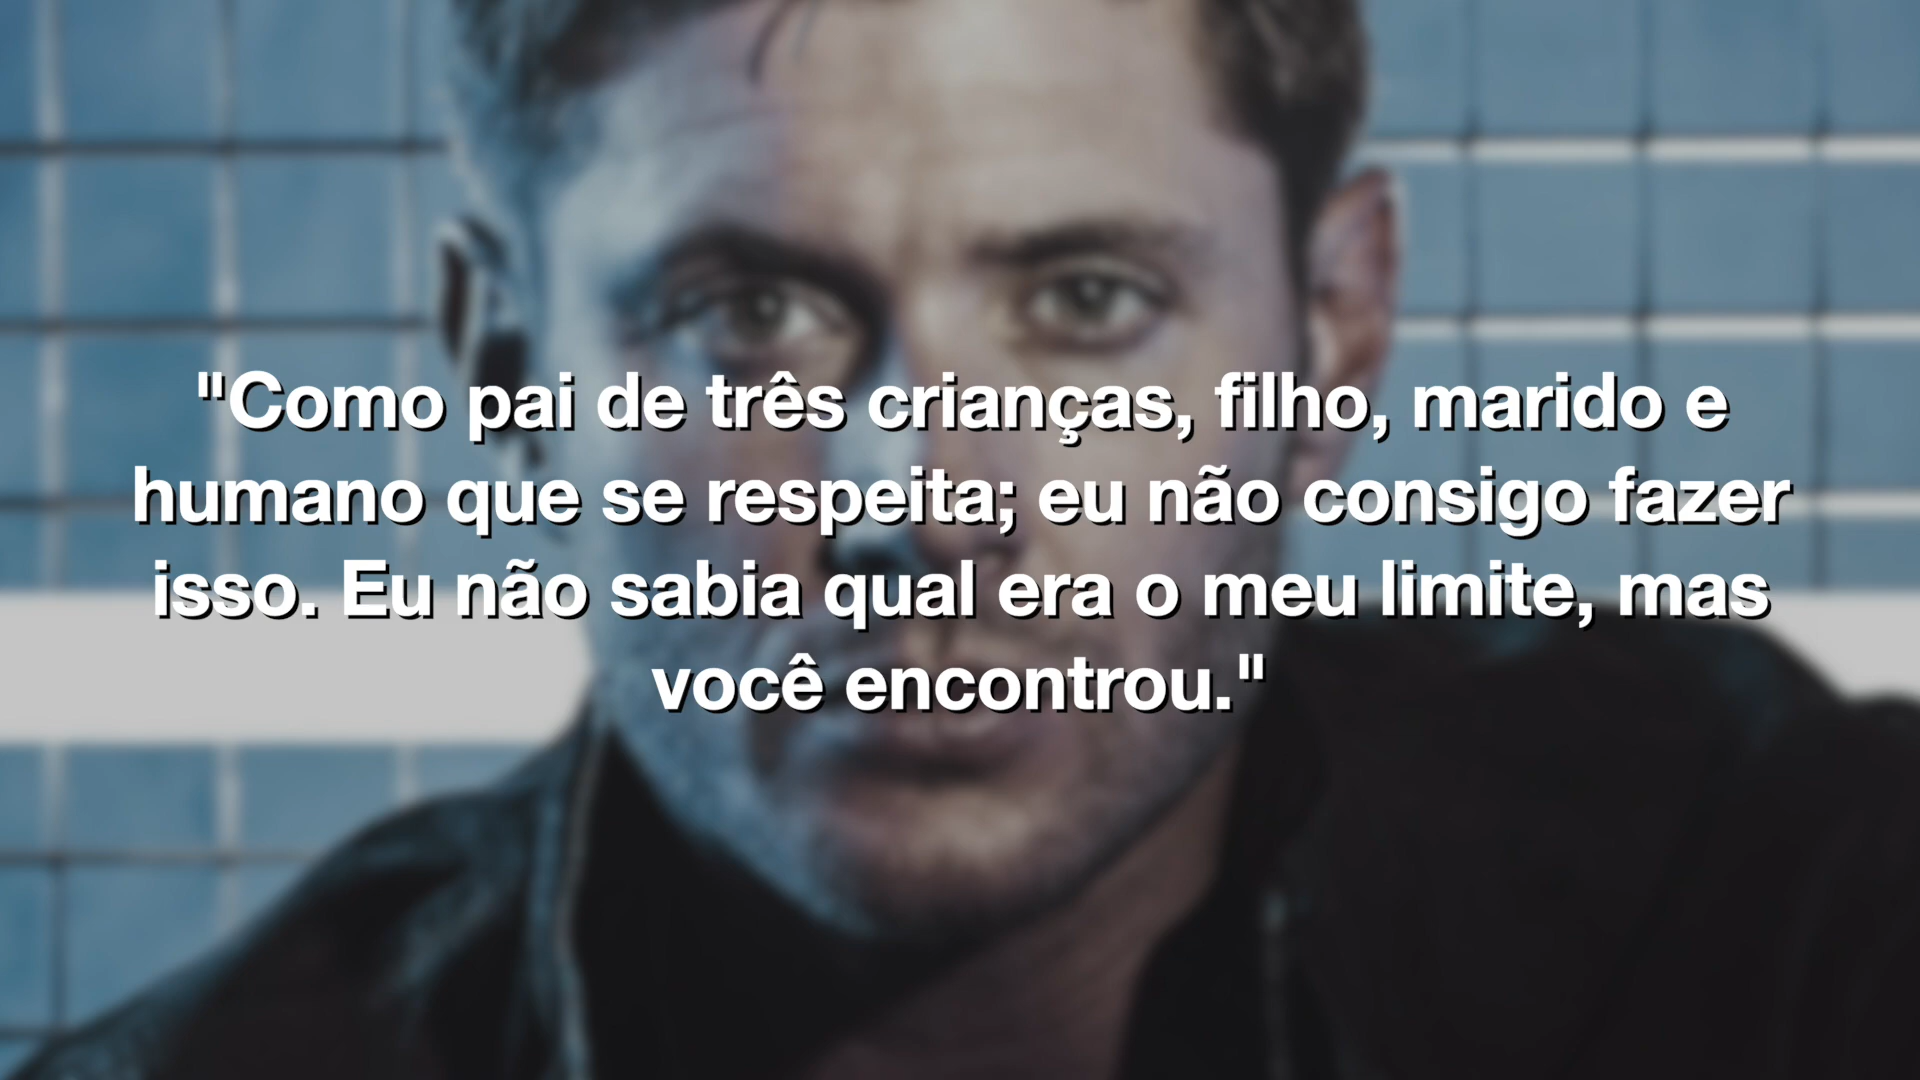 "Como pai de três crianças, filho, marido e
humano que se respeita; eu não consigo fazer
isso. Eu não sabia qual era o meu limite, mas
você encontrou."